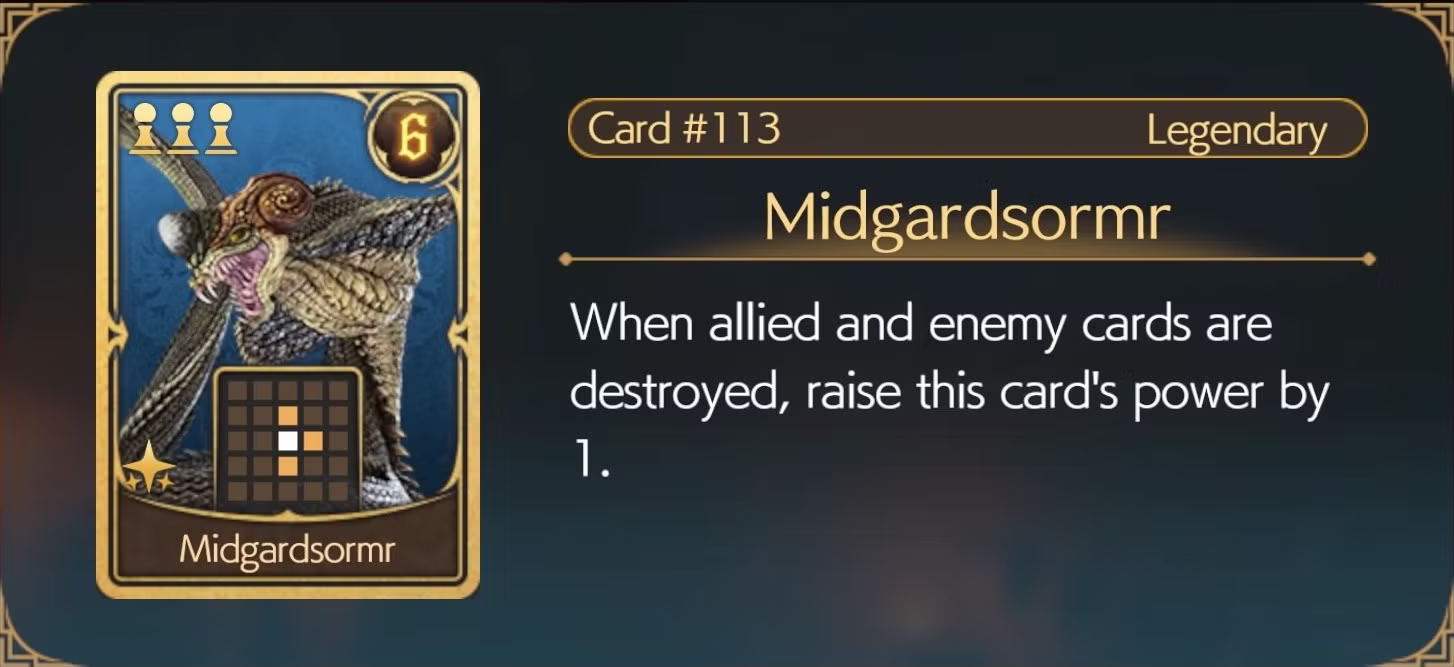 6
Midgardsormr
Card #113
Legendary
Midgardsormr
When allied and enemy cards are
destroyed, raise this card's power by
1.